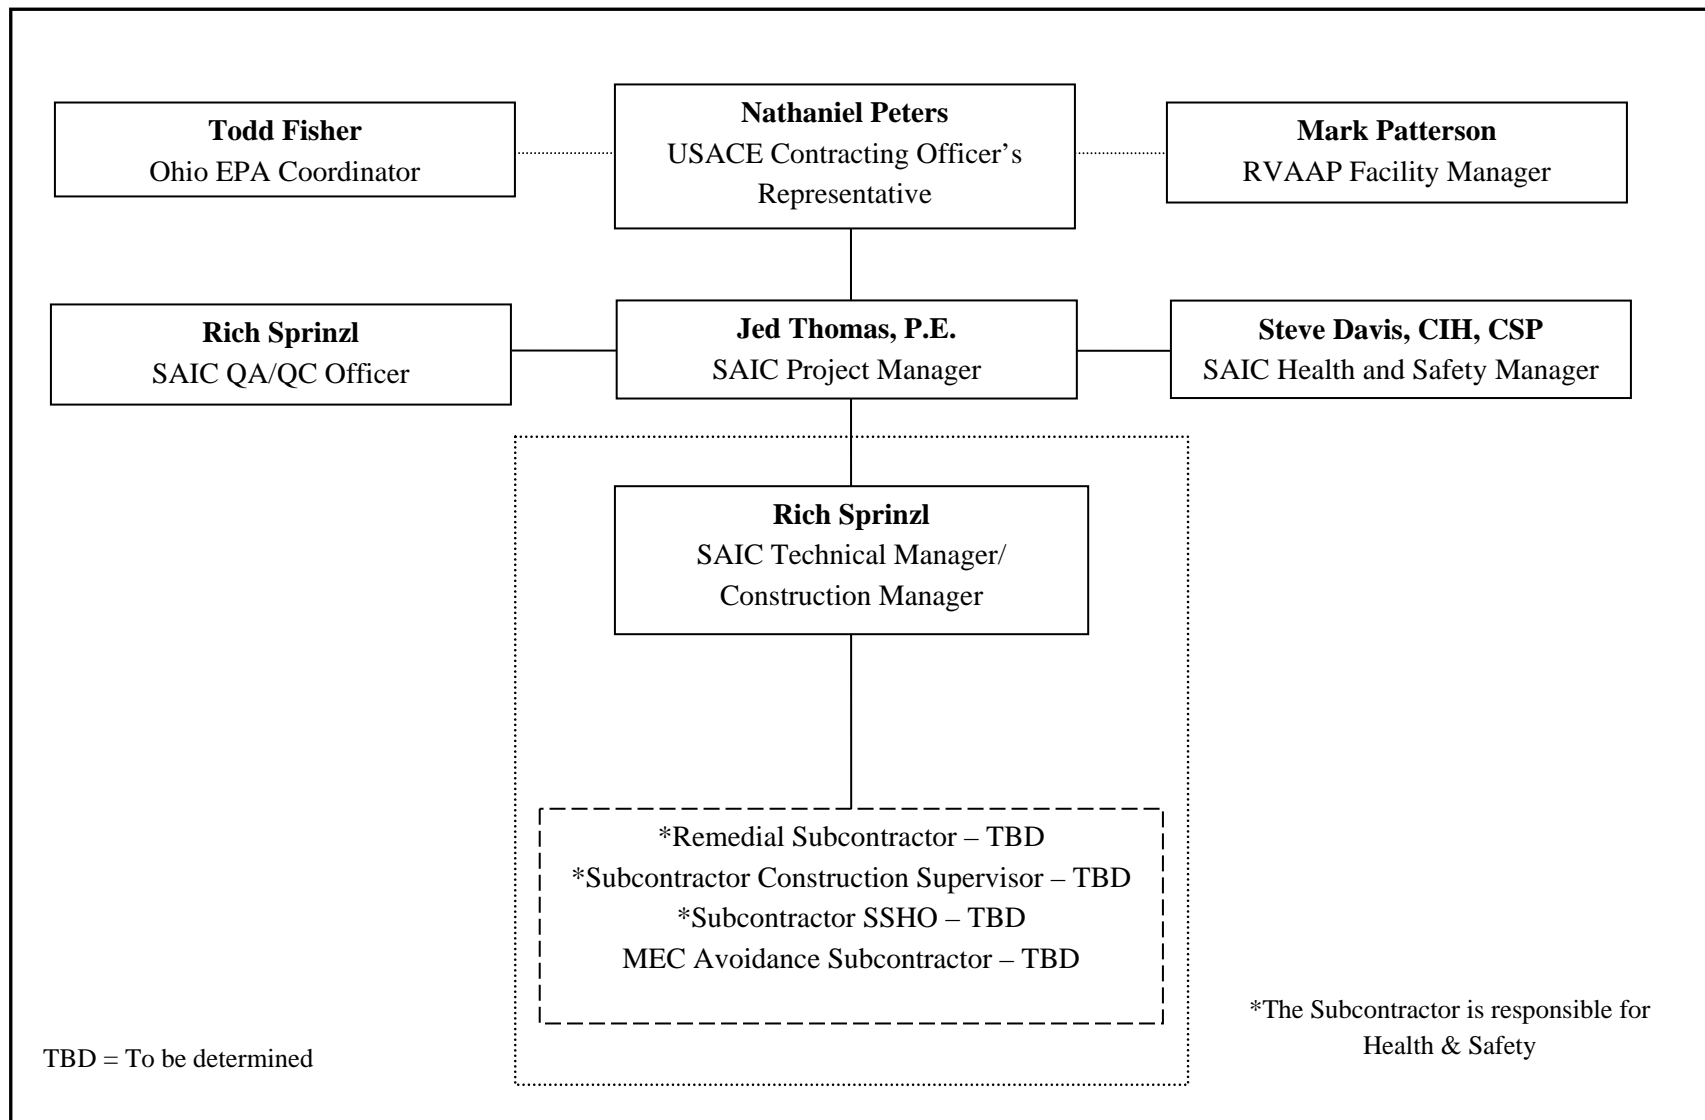 Todd Fisher
Ohio EPA Coordinator
Nathaniel Peters
USACE Contracting Officer’s
Representative
Mark Patterson
RVAAP Facility Manager
Rich Sprinzl
SAIC QA/QC Officer
Jed Thomas, P.E.
SAIC Project Manager
Steve Davis, CIH, CSP
SAIC Health and Safety Manager
Rich Sprinzl
SAIC Technical Manager/
Construction Manager
*Remedial Subcontractor – TBD
*Subcontractor Construction Supervisor – TBD
*Subcontractor SSHO – TBD
MEC Avoidance Subcontractor – TBD
*The Subcontractor is responsible for
Health & Safety
TBD = To be determined